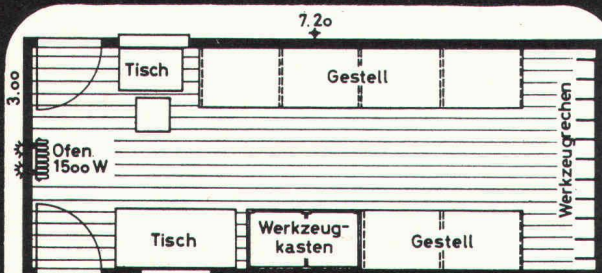 7.20
3.00
Tisch
Gestell
Ofen
1500 W
Werkzeugrechen
Tisch
Werkzeug-
kasten
Gestell